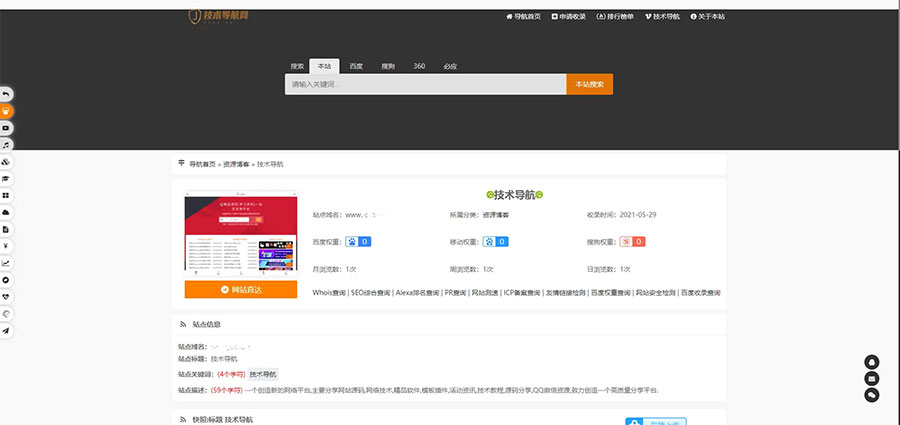 技术导航网
导航首页 申请收录 排行榜单 技术导航 关于本站
搜索 本站 百度 搜狗 360 必应
请输入关键词... 本站搜索
导航首页 » 资源博客 » 技术导航
技术导航
站点域名：www. 所属分类：资源博客 收录时间：2021-05-29
百度权重： 0 移动权重： 0 搜狗权重： S 0
月浏览数：1次 周浏览数：1次 日浏览数：1次
网站直达
Whois查询 | SEO综合查询 | Alexa排名查询 | PR查询 | 网站测速 | ICP备案查询 | 友情链接检测 | 百度权重查询 | 网站安全检测 | 百度收录查询
站点信息
站点域名：
站点标题：技术导航
站点关键词：(4个字符) 技术导航
站点描述：(59个字符) 一个创造新的网络平台,主要分享网站源码,网络技术,精品软件,模板插件,活动资讯,技术教程,源码分享,QQ微信资源,致力创造一个高质量分享平台.
快照/标题 技术导航